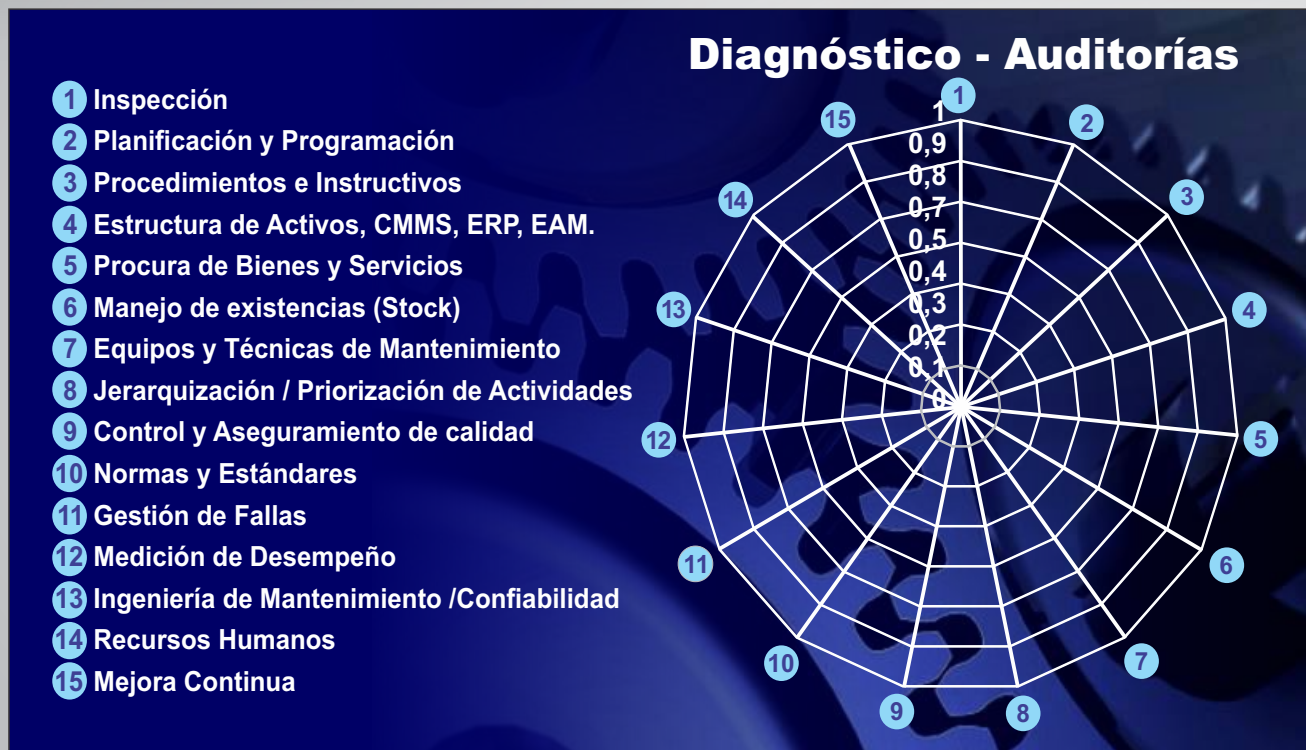 Diagnóstico - Auditorías
1 Inspección
2 Planificación y Programación
3 Procedimientos e Instructivos
4 Estructura de Activos, CMMS, ERP, EAM.
5 Procura de Bienes y Servicios
6 Manejo de existencias (Stock)
7 Equipos y Técnicas de Mantenimiento
8 Jerarquización / Priorización de Actividades
9 Control y Aseguramiento de calidad
10 Normas y Estándares
11 Gestión de Fallas
12 Medición de Desempeño
13 Ingeniería de Mantenimiento /Confiabilidad
14 Recursos Humanos
15 Mejora Continua
1
2
3
4
5
6
7
8
9
10
11
12
13
14
15
1
0,9
0,8
0,7
0,5
0,4
0,3
0,2
0,1
0